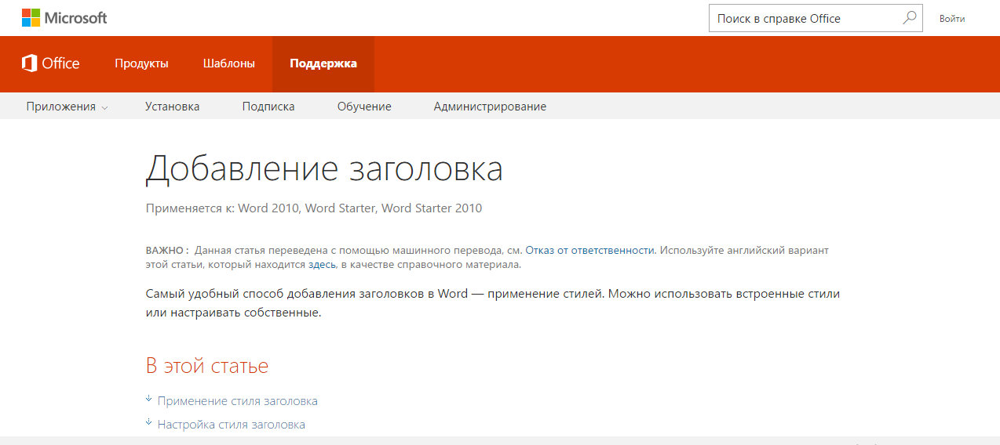 Microsoft
Поиск в справке Office
Войти
Office
Продукты
Шаблоны
Поддержка
Приложения
Установка
Подписка
Обучение
Администрирование
Добавление заголовка
Применяется к: Word 2010, Word Starter, Word Starter 2010
ВАЖНО : Данная статья переведена с помощью машинного перевода, см. Отказ от ответственности. Используйте английский вариант
этой статьи, который находится здесь, в качестве справочного материала.
Самый удобный способ добавления заголовков в Word — применение стилей. Можно использовать встроенные стили
или настраивать собственные.
В этой статье
Применение стиля заголовка
Настройка стиля заголовка